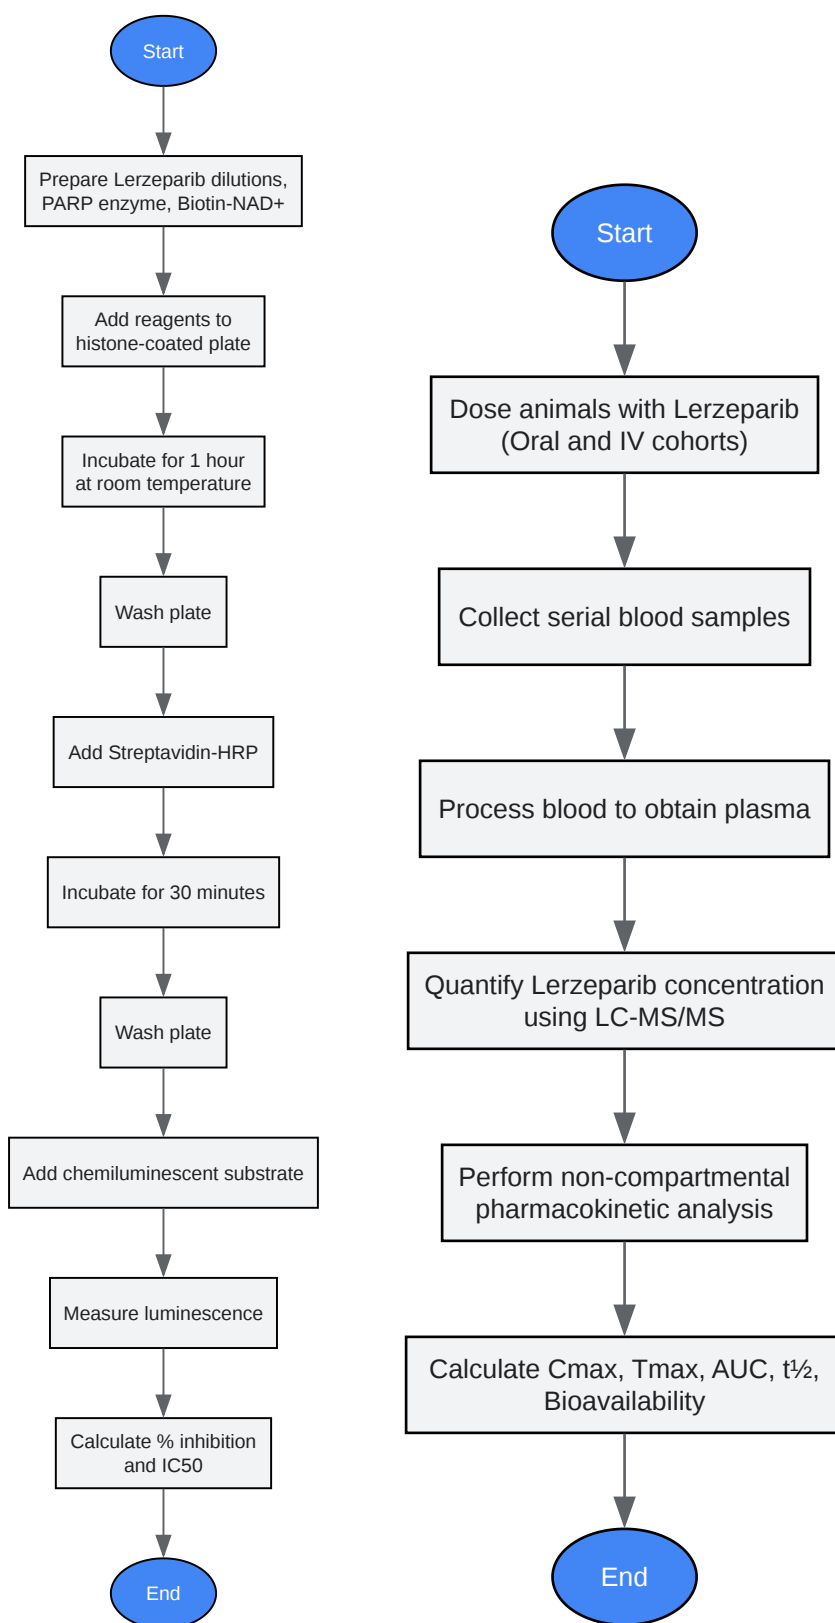 Start
Prepare Lerzeparib dilutions,
PARP enzyme, Biotin-NAD+
Add reagents to
histone-coated plate
Incubate for 1 hour
at room temperature
Wash plate
Add Streptavidin-HRP
Incubate for 30 minutes
Wash plate
Add chemiluminescent substrate
Measure luminescence
Calculate % inhibition
and IC50
End
Start
Dose animals with Lerzeparib
(Oral and IV cohorts)
Collect serial blood samples
Process blood to obtain plasma
Quantify Lerzeparib concentration
using LC-MS/MS
Perform non-compartmental
pharmacokinetic analysis
Calculate Cmax, Tmax, AUC, t½,
Bioavailability
End